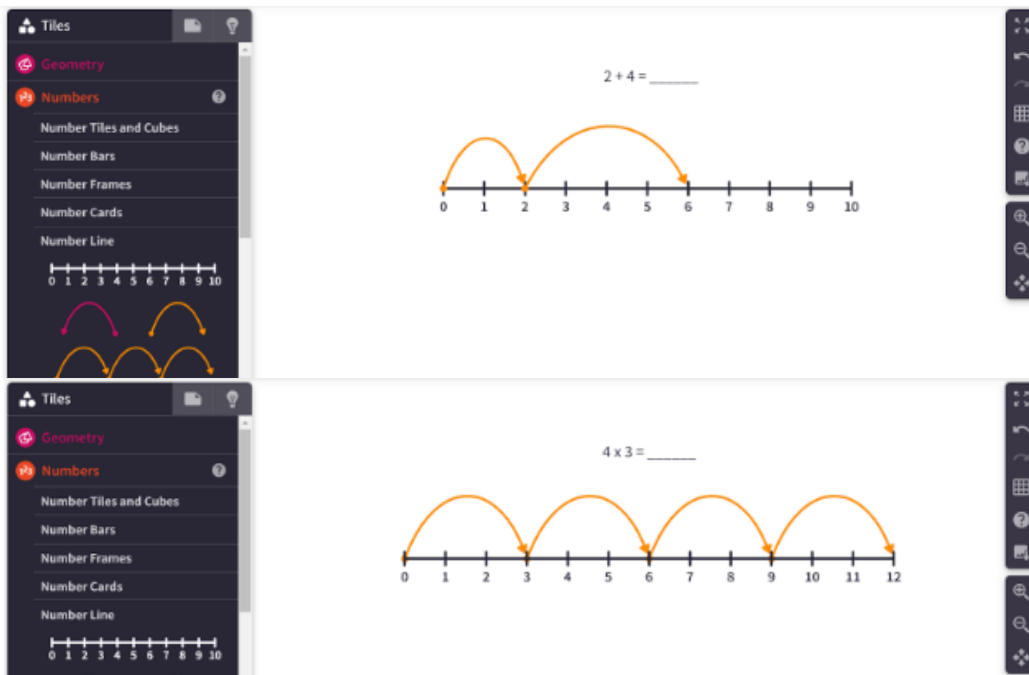 Tiles
Geometry
Numbers
Number Tiles and Cubes
Number Bars
Number Frames
Number Cards
Number Line
0 1 2 3 4 5 6 7 8 9 10
2 + 4 = ______
0 1 2 3 4 5 6 7 8 9 10
Tiles
Geometry
Numbers
Number Tiles and Cubes
Number Bars
Number Frames
Number Cards
Number Line
0 1 2 3 4 5 6 7 8 9 10
4 x 3 = ______
0 1 2 3 4 5 6 7 8 9 10 11 12